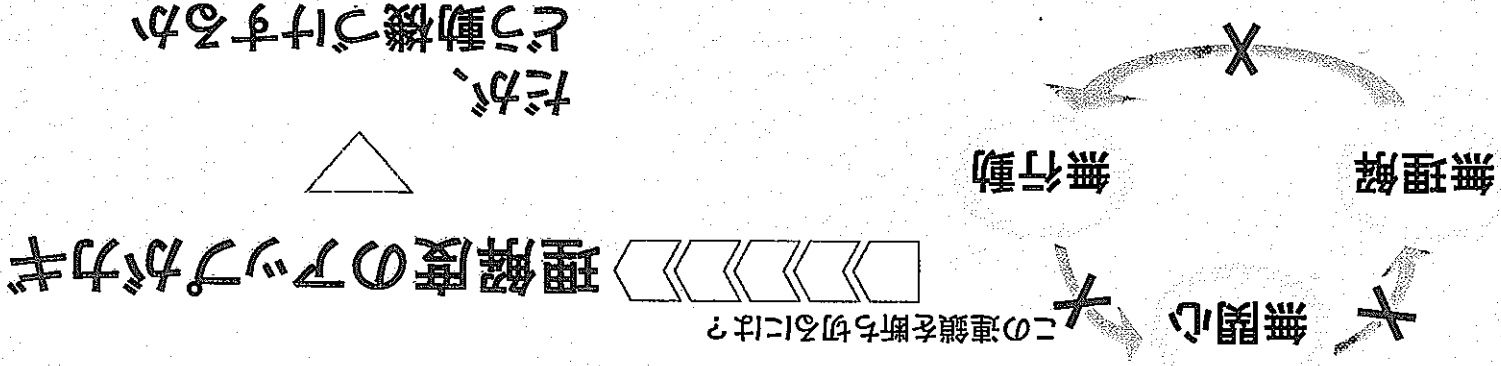 無関心
無理解
無行動
この連鎖を断ち切るには？
理解度のアップがカギ
だが、
どう動機づけするか